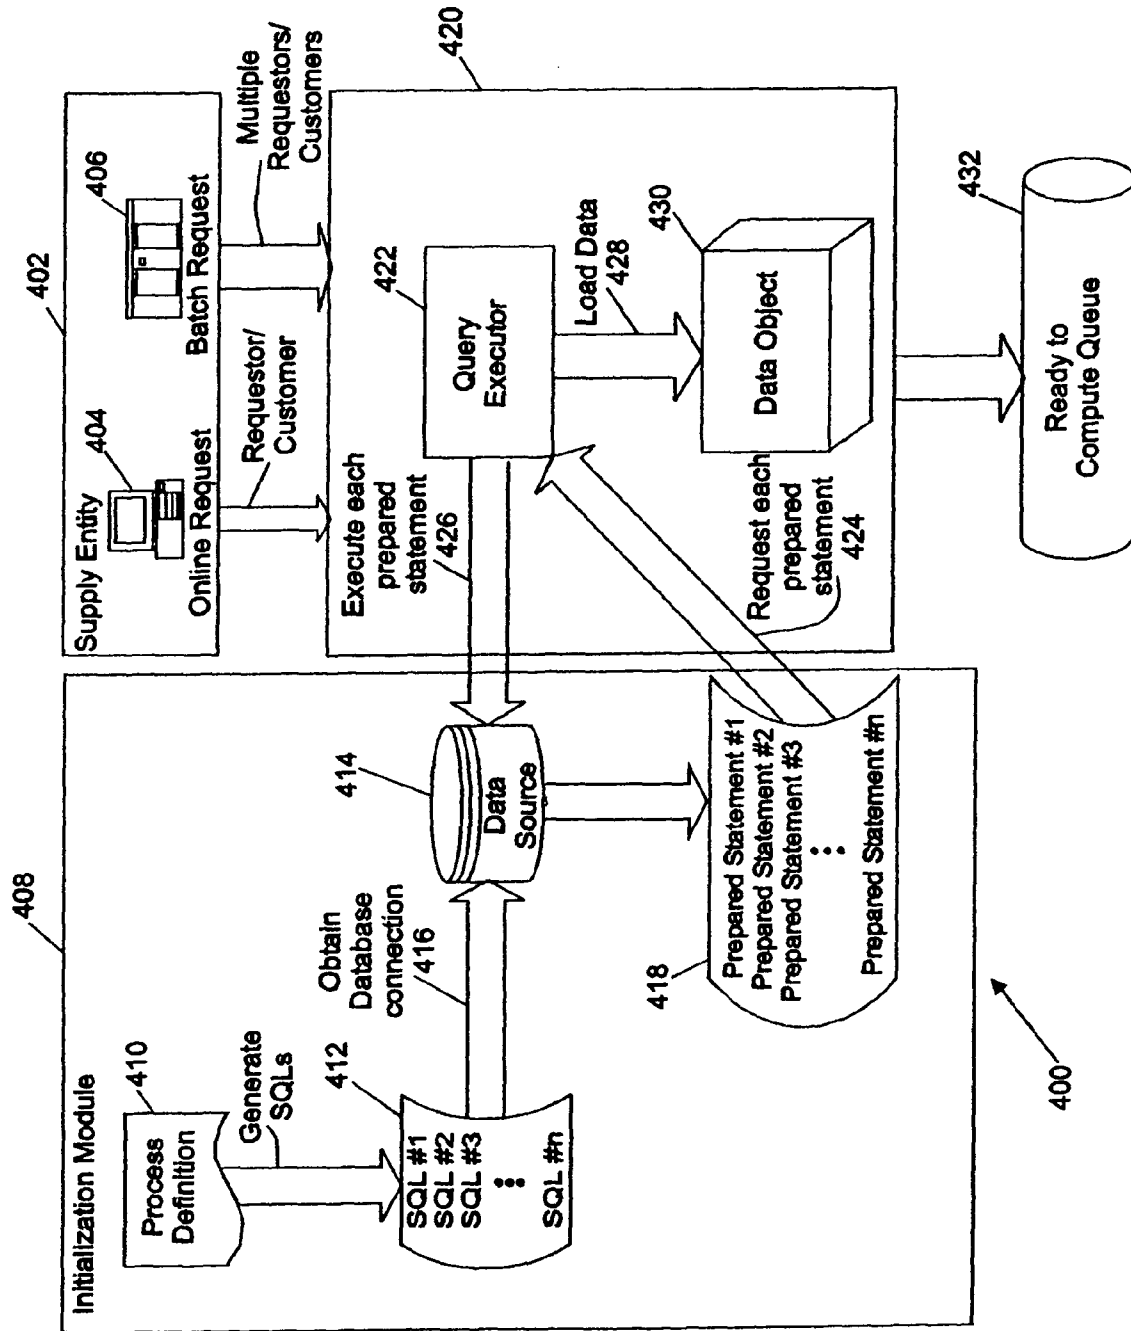 408
Initialization Module
410
Process
Definition
Generate
SQLs
412
SQL #1
SQL #2
SQL #3
SQL #n
Obtain
Database
connection
416
414
Data
Source
418
Prepared Statement #1
Prepared Statement #2
Prepared Statement #3
Prepared Statement #n
400
402
Supply Entity
404
Online Request
406
Batch Request
Requestor/
Customer
Multiple
Requestors/
Customers
420
Execute each
prepared
statement
426
422
Query
Executor
Load Data
428
430
Data Object
Request each
prepared
statement
424
432
Ready to
Compute Queue